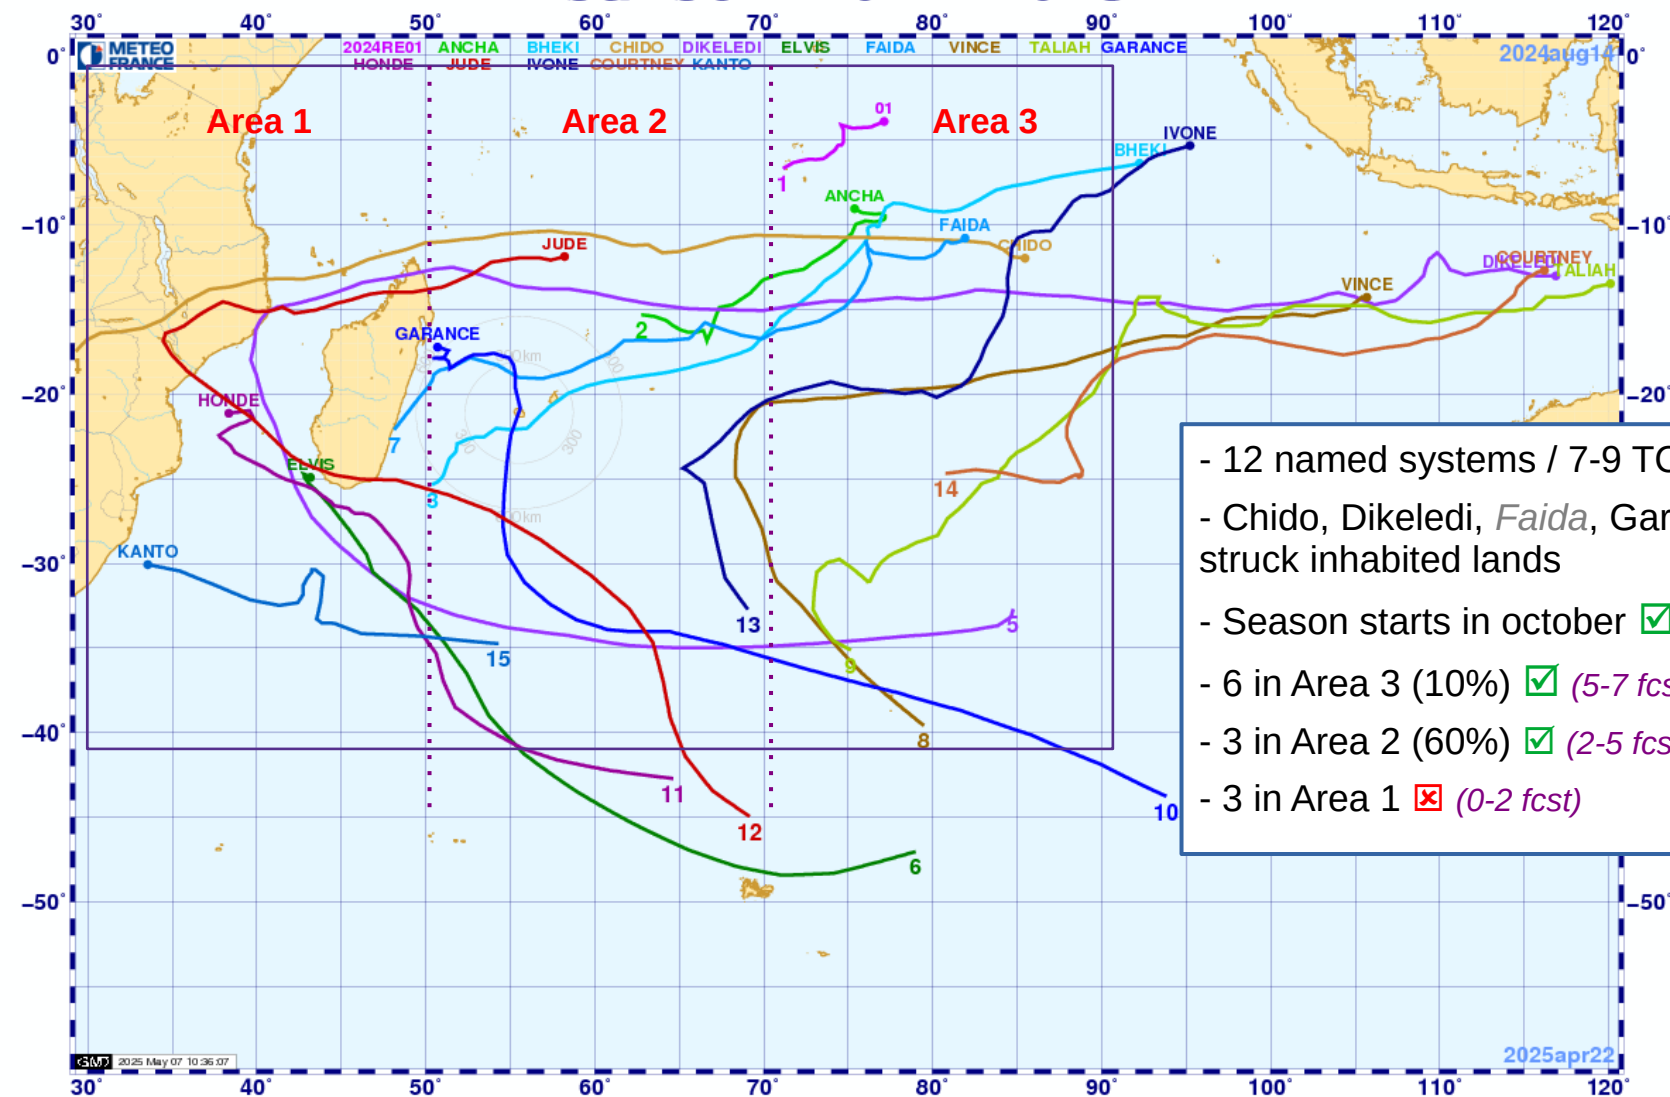 30° 40° 50° 60° 70° 80° 90° 100° 110° 120°
METEO
FRANCE
2024RE01 ANCHA BHEKI CHIDO DIKELEDI ELVIS FAIDA VINCE TALIAH GARANCE
HONDE JUDE IVONE COURTNEY KANTO
2024aug14
0° 0°
Area 1 Area 2 Area 3
01
IVONE
BHEKI
1
ANCHA
−10° −10°
FAIDA
JUDE
CHIDO
COURTNEY
DIKELEDI
TALIAH
VINCE
2
GARANCE
−20° −20°
HONDE
7
ELVIS
14
3
KANTO
−30°
13
5
15
9
−40°
8
11
10
12
6
300
300
- 12 named systems / 7-9 TC
- Chido, Dikeledi, Faida, Gar
struck inhabited lands
- Season starts in october ☑
- 6 in Area 3 (10%) ☑ (5-7 fcs
- 3 in Area 2 (60%) ☑ (2-5 fcs
- 3 in Area 1 ☒ (0-2 fcst)
−50° −50°
2025 May 07 10:36:07
2025apr22
30° 40° 50° 60° 70° 80° 90° 100° 110° 120°